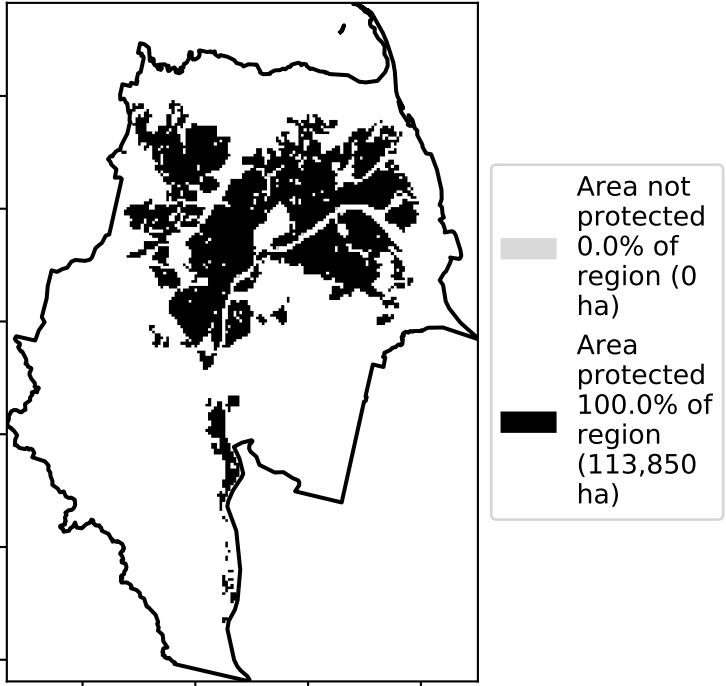 Area not
protected
0.0% of
region (0
ha)
Area
protected
100.0% of
region
(113,850
ha)